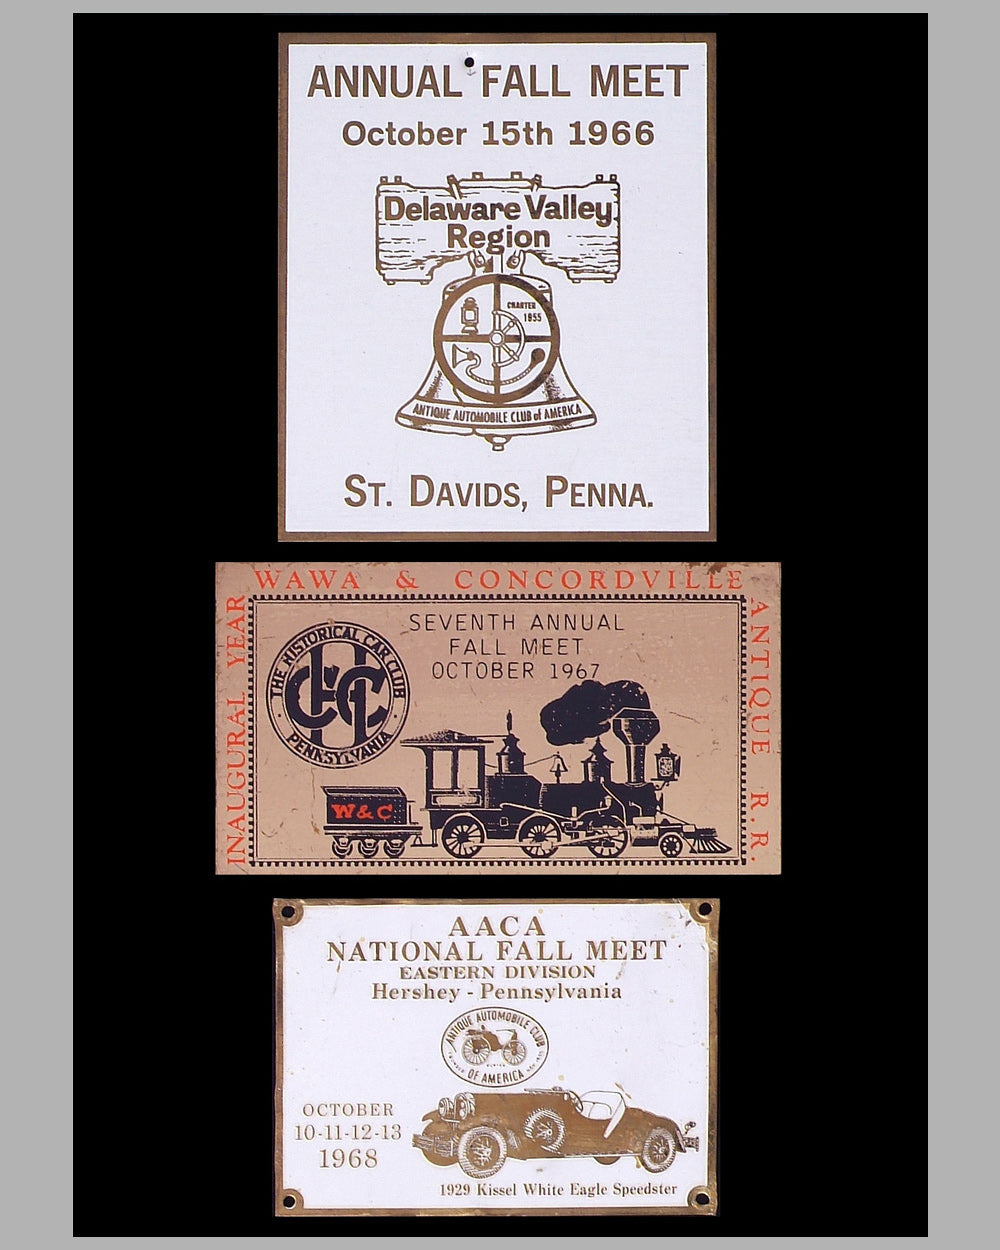 ANNUAL FALL MEET
October 15th 1966
Delaware Valley
Region
CHARTER
1955
ANTIQUE AUTOMOBILE CLUB of AMERICA
ST. DAVIDS, PENNA.
WAWA & CONCORDVILLE
INAUGURAL YEAR
ANTIQUE R.R.
SEVENTH ANNUAL
FALL MEET
OCTOBER 1967
THE HISTORICAL CAR CLUB
HCC
PENNSYLVANIA
W&C
AACA
NATIONAL FALL MEET
EASTERN DIVISION
Hershey - Pennsylvania
ANTIQUE AUTOMOBILE CLUB
OF AMERICA
OCTOBER
10-11-12-13
1968
1929 Kissel White Eagle Speedster